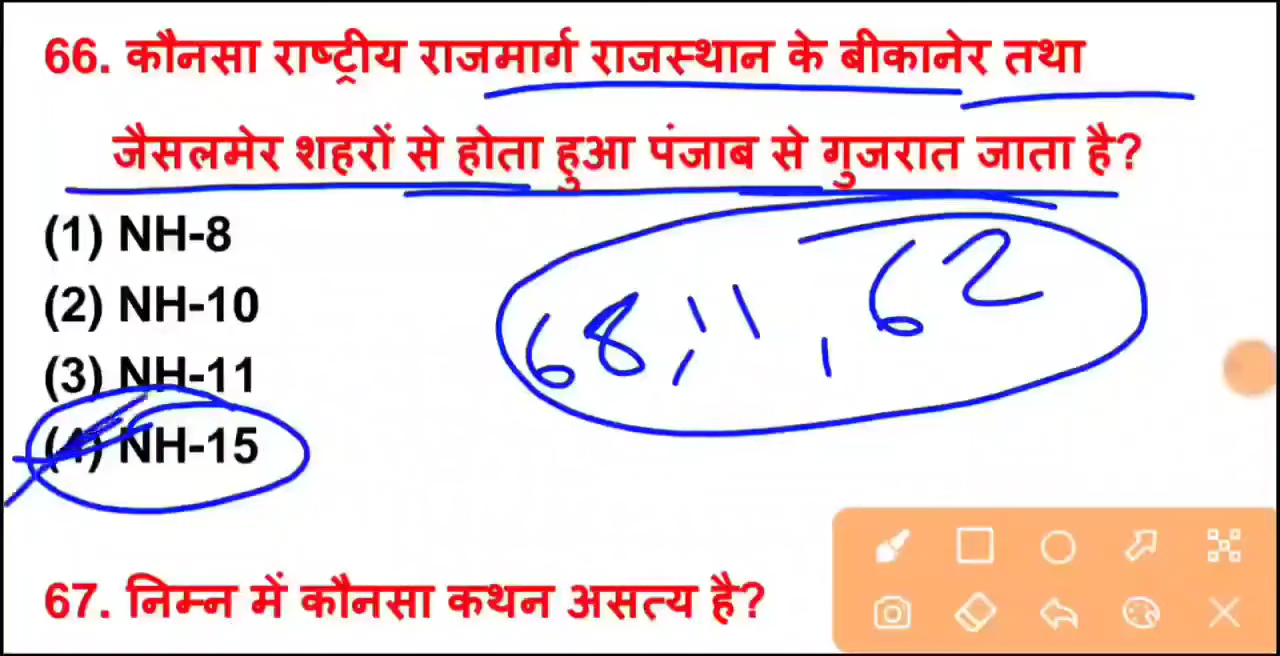 66. कौनसा राष्ट्रीय राजमार्ग राजस्थान के बीकानेर तथा
जैसलमेर शहरों से होता हुआ पंजाब से गुजरात जाता है?
(1) NH-8
(2) NH-10
(3) NH-11
(4) NH-15
68, 11, 62
67. निम्न में कौनसा कथन असत्य है?